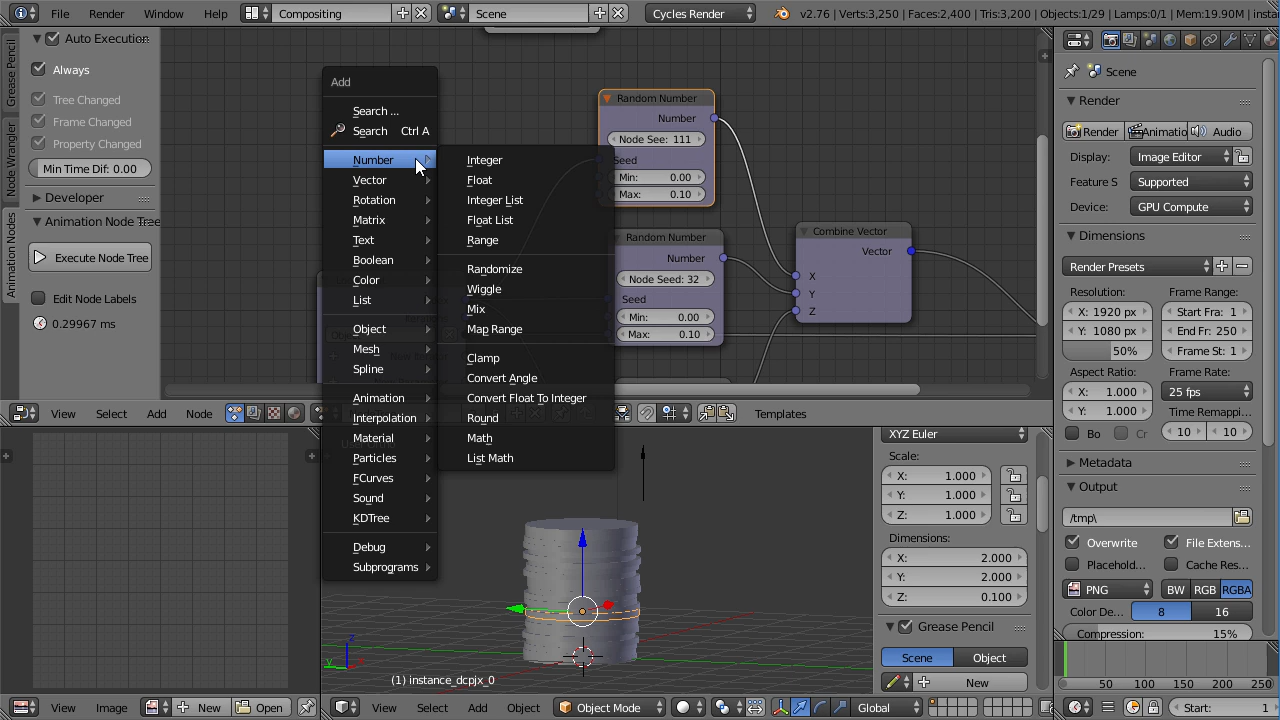 File Render Window Help Compositing Scene Cycles Render v2.76 | Verts:3,250 | Faces:2,400 | Tris:3,200 | Objects:1/29 | Lamps:0/1 | Mem:19.90M | insta
Grease Pencil
Node Wrangler
Animation Nodes
Auto Execution
Always
Tree Changed
Frame Changed
Property Changed
Min Time Dif: 0.00
Developer
Animation Node Tree
Execute Node Tree
Edit Node Labels
0.29967 ms
Add
Search ...
Search Ctrl A
Number
Vector
Rotation
Matrix
Text
Boolean
Color
List
Object
Mesh
Spline
Animation
Interpolation
Material
Particles
FCurves
Sound
KDTree
Debug
Subprograms
Integer
Float
Integer List
Float List
Range
Randomize
Wiggle
Mix
Map Range
Clamp
Convert Angle
Convert Float To Integer
Round
Math
List Math
Random Number
Number
Node See: 111
Seed
Min: 0.00
Max: 0.10
Random Number
Number
Node Seed: 32
Seed
Min: 0.00
Max: 0.10
Combine Vector
Vector
X
Y
Z
View Select Add Node Templates
Scene
Render
Render Animatio Audio
Display: Image Editor
Feature S Supported
Device: GPU Compute
Dimensions
Render Presets
Resolution: Frame Range:
X: 1920 px Start Fra: 1
Y: 1080 px End Fr: 250
50% Frame St: 1
Aspect Ratio: Frame Rate:
X: 1.000 25 fps
Y: 1.000 Time Remappi...
Bo Cr 10 10
Metadata
Output
/tmp\
Overwrite File Extens...
Placehold... Cache Res...
PNG BW RGB RGBA
Color De... 8 16
Compression: 15%
XYZ Euler
Scale:
X: 1.000
Y: 1.000
Z: 1.000
Dimensions:
X: 2.000
Y: 2.000
Z: 0.100
Grease Pencil
Scene Object
New
z
y
(1) instance_dcpjx_0
0 50 100 150 200 250
View Image New Open
View Select Add Object Object Mode Global
Start: 1